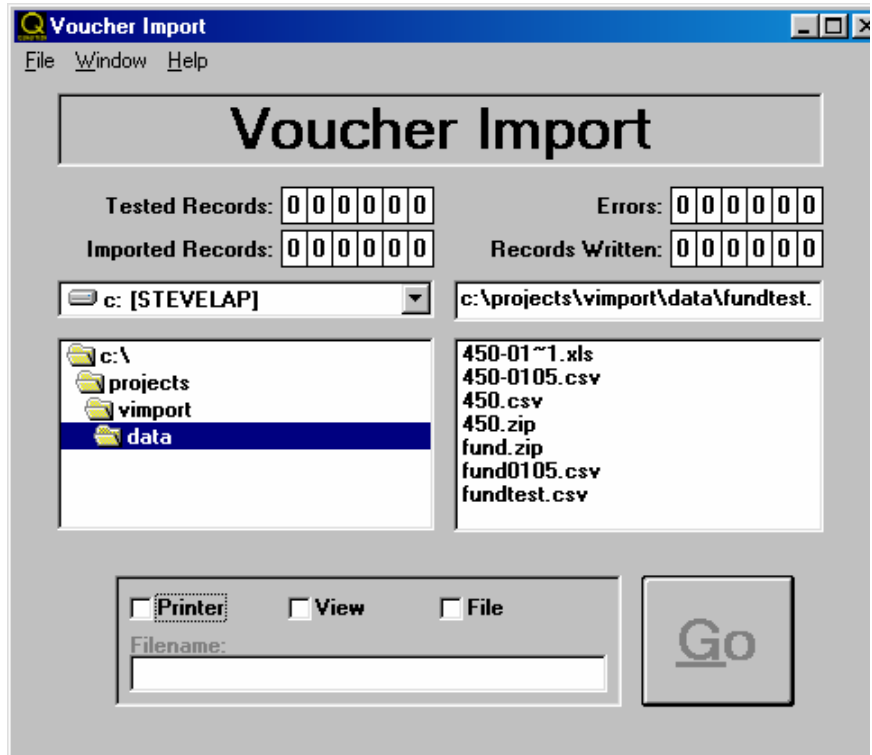 Voucher Import
File Window Help
Voucher Import
Tested Records: 000000 Errors: 000000
Imported Records: 000000 Records Written: 000000
c: [STEVELAP] c:\projects\vimport\data\fundtest.
c:\
projects
vimport
data
450-01~1.xls
450-0105.csv
450.csv
450.zip
fund.zip
fund0105.csv
fundtest.csv
Printer View File
Filename:
Go